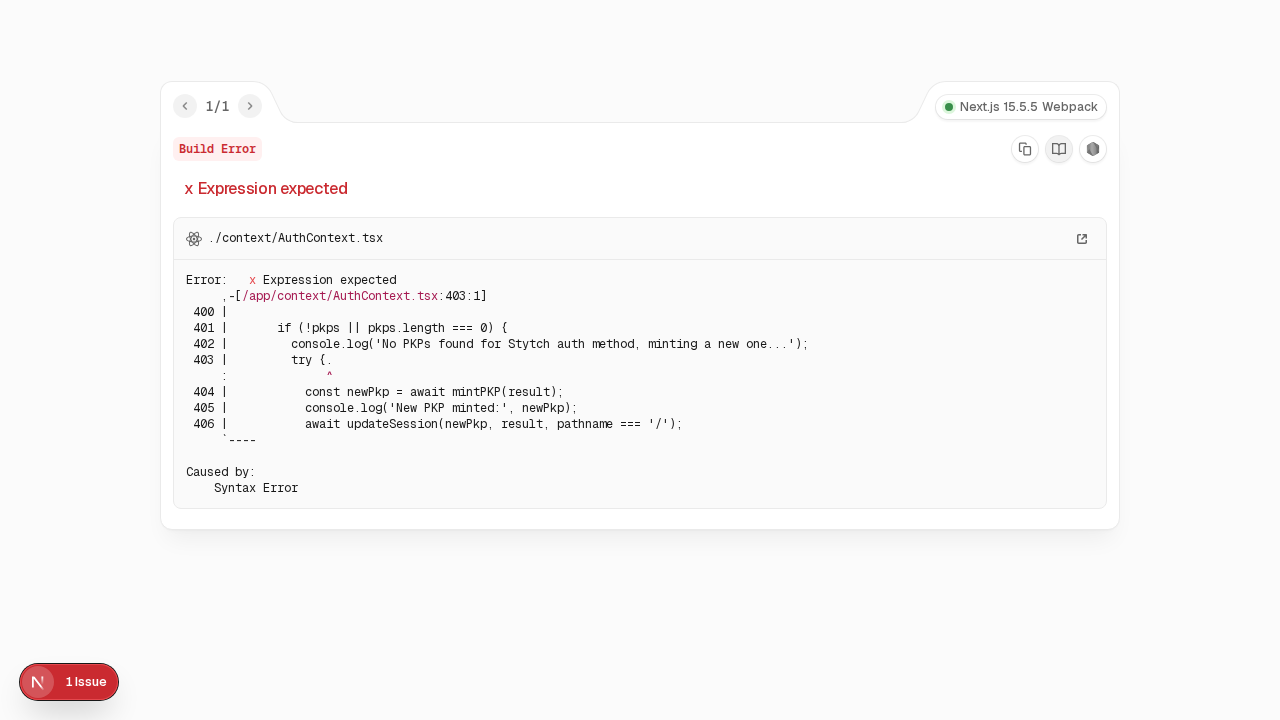 1/1
Next.js 15.5.5 Webpack
Build Error
x Expression expected
./context/AuthContext.tsx
Error:   x Expression expected
     ,-[/app/context/AuthContext.tsx:403:1]
 400 |
 401 |       if (!pkps || pkps.length === 0) {
 402 |         console.log('No PKPs found for Stytch auth method, minting a new one...');
 403 |         try {.
     :              ^
 404 |           const newPkp = await mintPKP(result);
 405 |           console.log('New PKP minted:', newPkp);
 406 |           await updateSession(newPkp, result, pathname === '/');
     `----
Caused by:
    Syntax Error
N 1 Issue